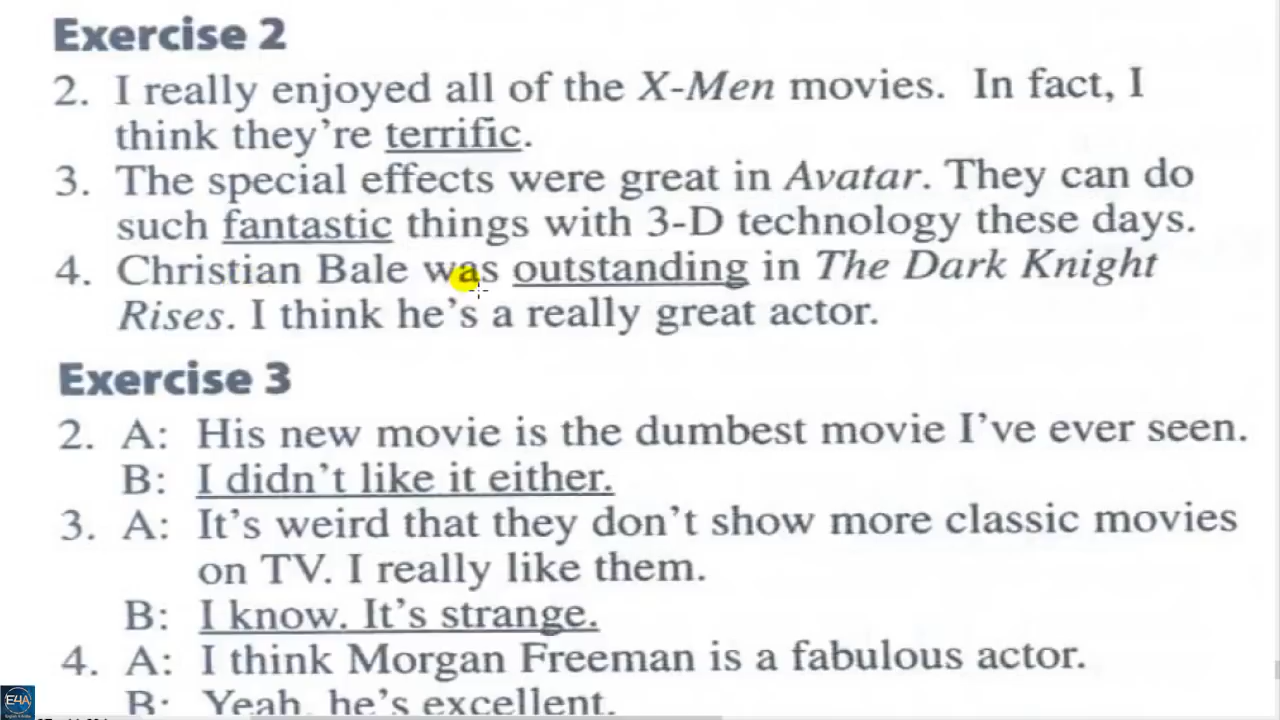 Exercise 2
2. I really enjoyed all of the X-Men movies. In fact, I
think they're terrific.
3. The special effects were great in Avatar. They can do
such fantastic things with 3-D technology these days.
4. Christian Bale was outstanding in The Dark Knight
Rises. I think he's a really great actor.
Exercise 3
2. A: His new movie is the dumbest movie I've ever seen.
B: I didn't like it either.
3. A: It's weird that they don't show more classic movies
on TV. I really like them.
B: I know. It's strange.
4. A: I think Morgan Freeman is a fabulous actor.
B: Yeah, he's excellent.
E4A